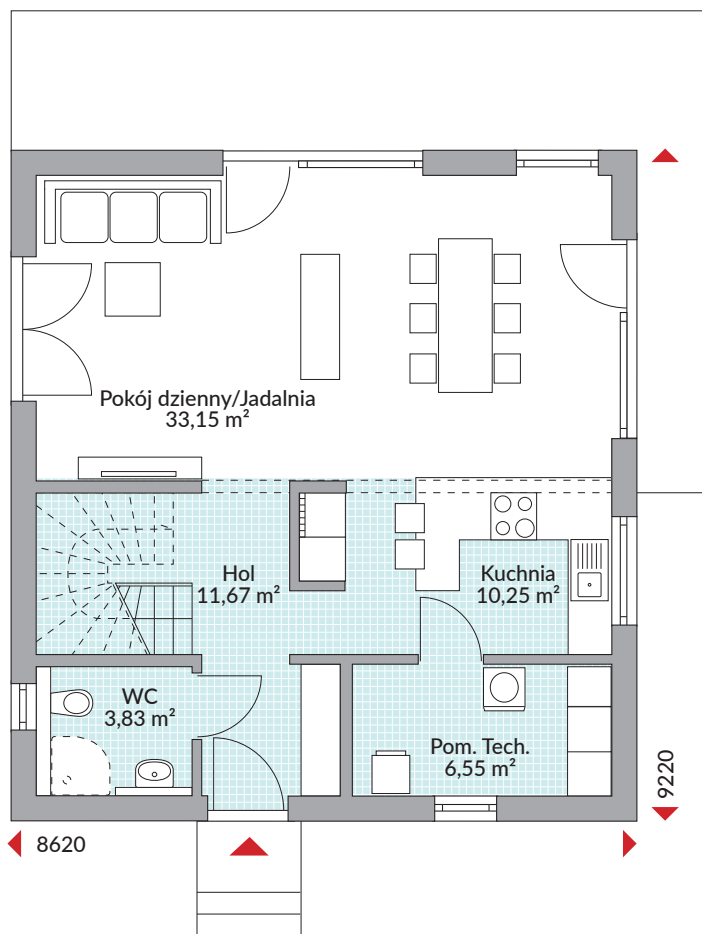 Pokój dzienny/Jadalnia
33,15 m²
Hol
11,67 m²
Kuchnia
10,25 m²
WC
3,83 m²
Pom. Tech.
6,55 m²
9220
8620